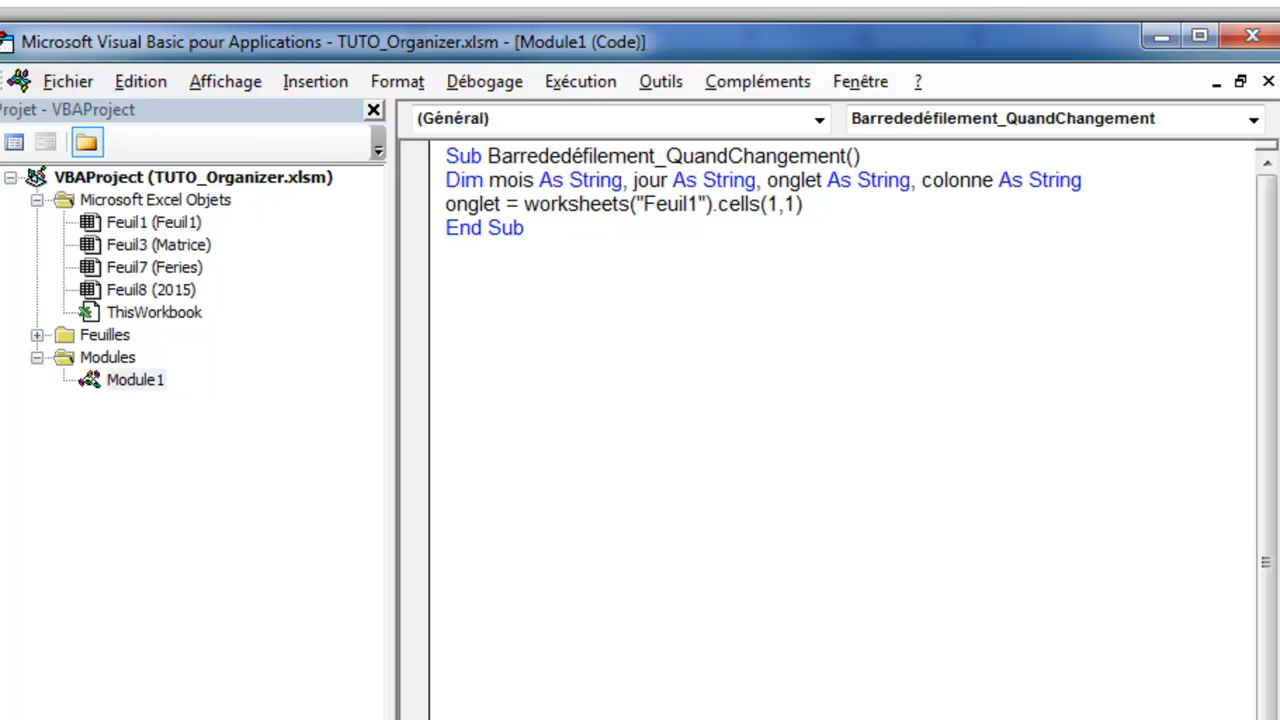 Microsoft Visual Basic pour Applications - TUTO_Organizer.xlsm - [Module1 (Code)]
Fichier Edition Affichage Insertion Format Débogage Exécution Outils Compléments Fenêtre ?
Projet - VBAProject
(Général) Barrededéfilement_QuandChangement
VBAProject (TUTO_Organizer.xlsm)
Microsoft Excel Objets
Feuil1 (Feuil1)
Feuil3 (Matrice)
Feuil7 (Feries)
Feuil8 (2015)
ThisWorkbook
Feuilles
Modules
Module1
Sub Barrededéfilement_QuandChangement()
Dim mois As String, jour As String, onglet As String, colonne As String
onglet = worksheets("Feuil1").cells(1,1)
End Sub